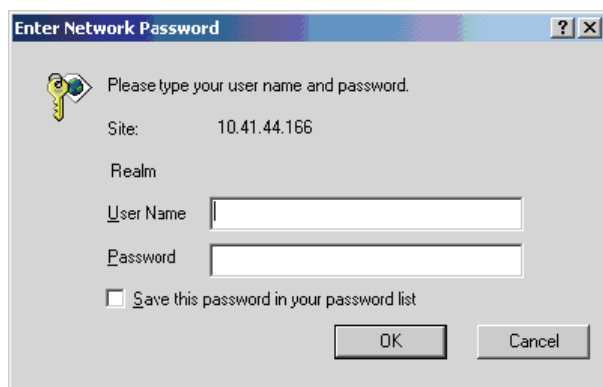 Enter Network Password
? X
Please type your user name and password.
Site: 10.41.44.166
Realm
User Name
Password
Save this password in your password list
OK Cancel